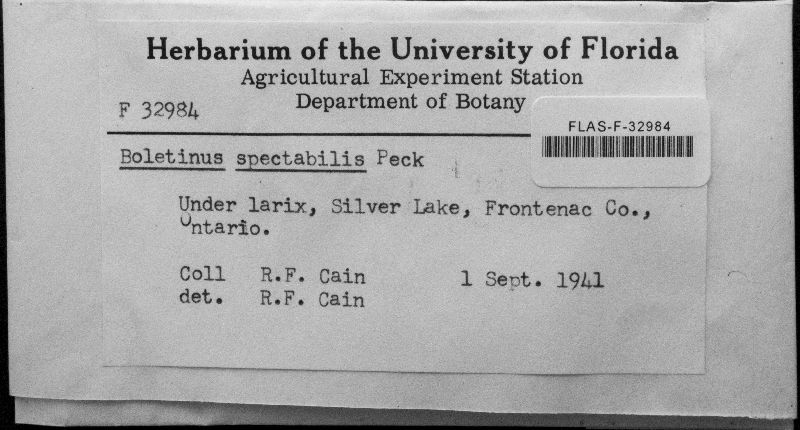 Herbarium of the University of Florida
Agricultural Experiment Station
Department of Botany
F 32984
FLAS-F-32984
Boletinus spectabilis Peck
Under larix, Silver Lake, Frontenac Co.,
Ontario.
Coll R.F. Cain 1 Sept. 1941
det. R.F. Cain